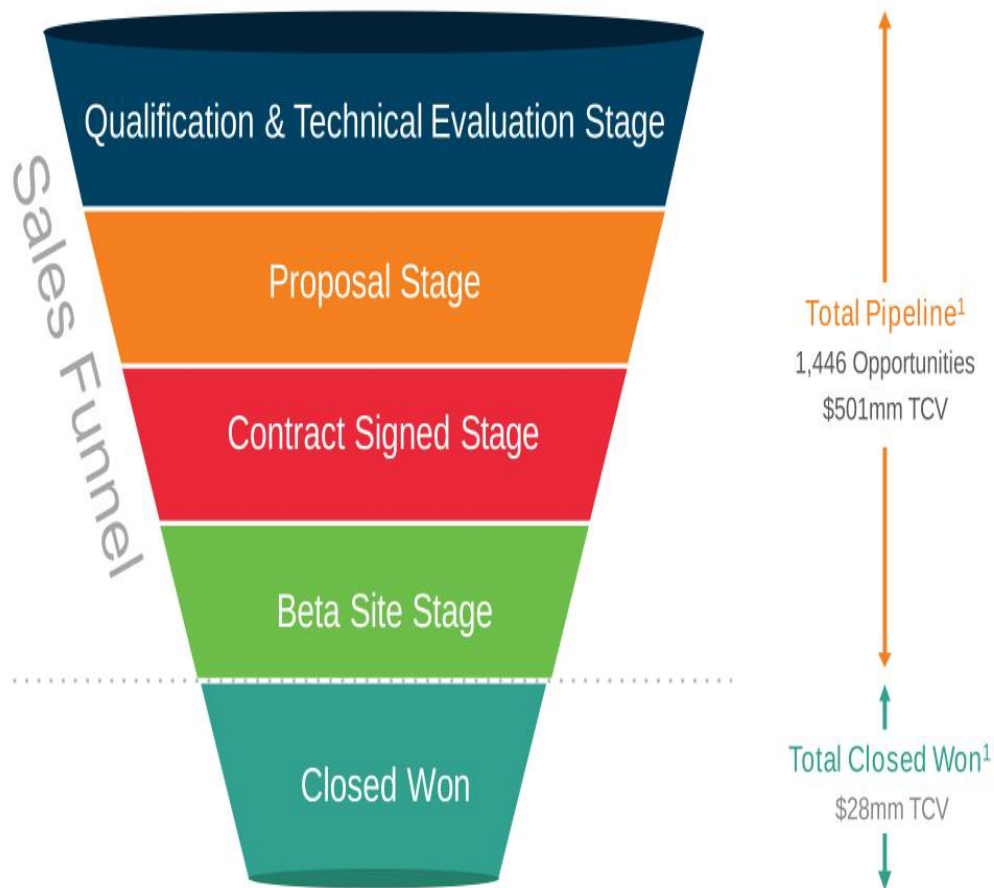 Sales Funnel
Qualification & Technical Evaluation Stage
Proposal Stage
Contract Signed Stage
Beta Site Stage
Closed Won
Total Pipeline¹
1,446 Opportunities
$501mm TCV
Total Closed Won¹
$28mm TCV